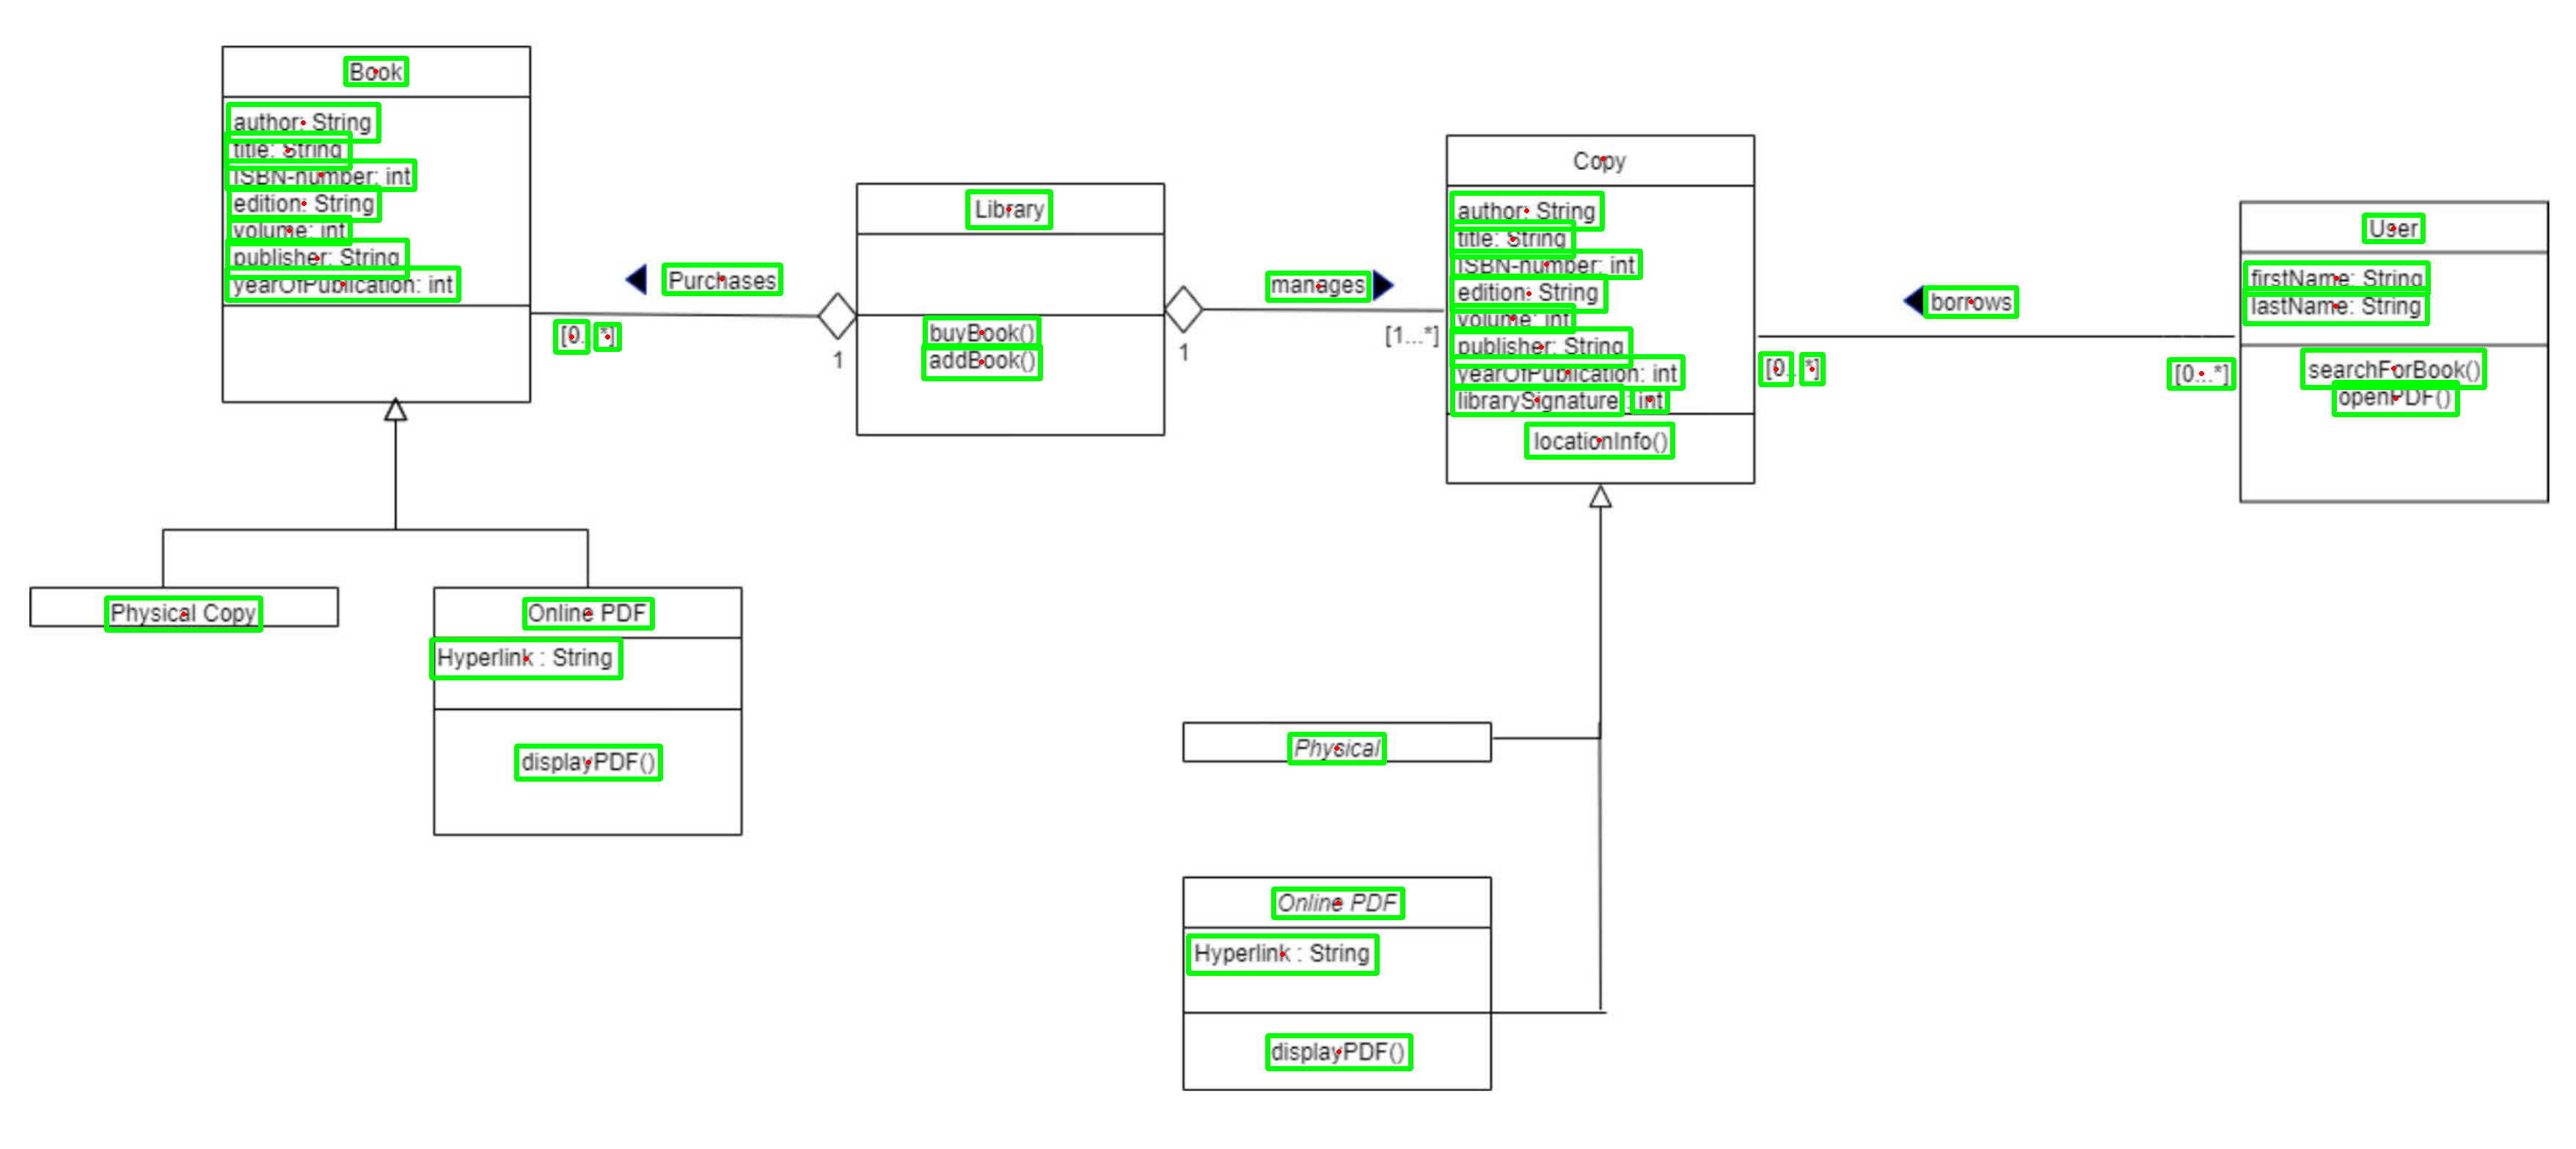 Book
author: String
title: String
ISBN-number: int
edition: String
volume: int
publisher: String
yearOfPublication: int
Purchases
[0...*]
1
Library
buyBook()
addBook()
manages
1
[1...*]
Copy
author: String
title: String
ISBN-number: int
edition: String
volume: int
publisher: String
yearOfPublication: int
librarySignature: int
locationInfo()
borrows
[0...*]
[0...*]
User
firstName: String
lastName: String
searchForBook()
openPDF()
Physical Copy
Online PDF
Hyperlink : String
displayPDF()
Physical
Online PDF
Hyperlink : String
displayPDF()